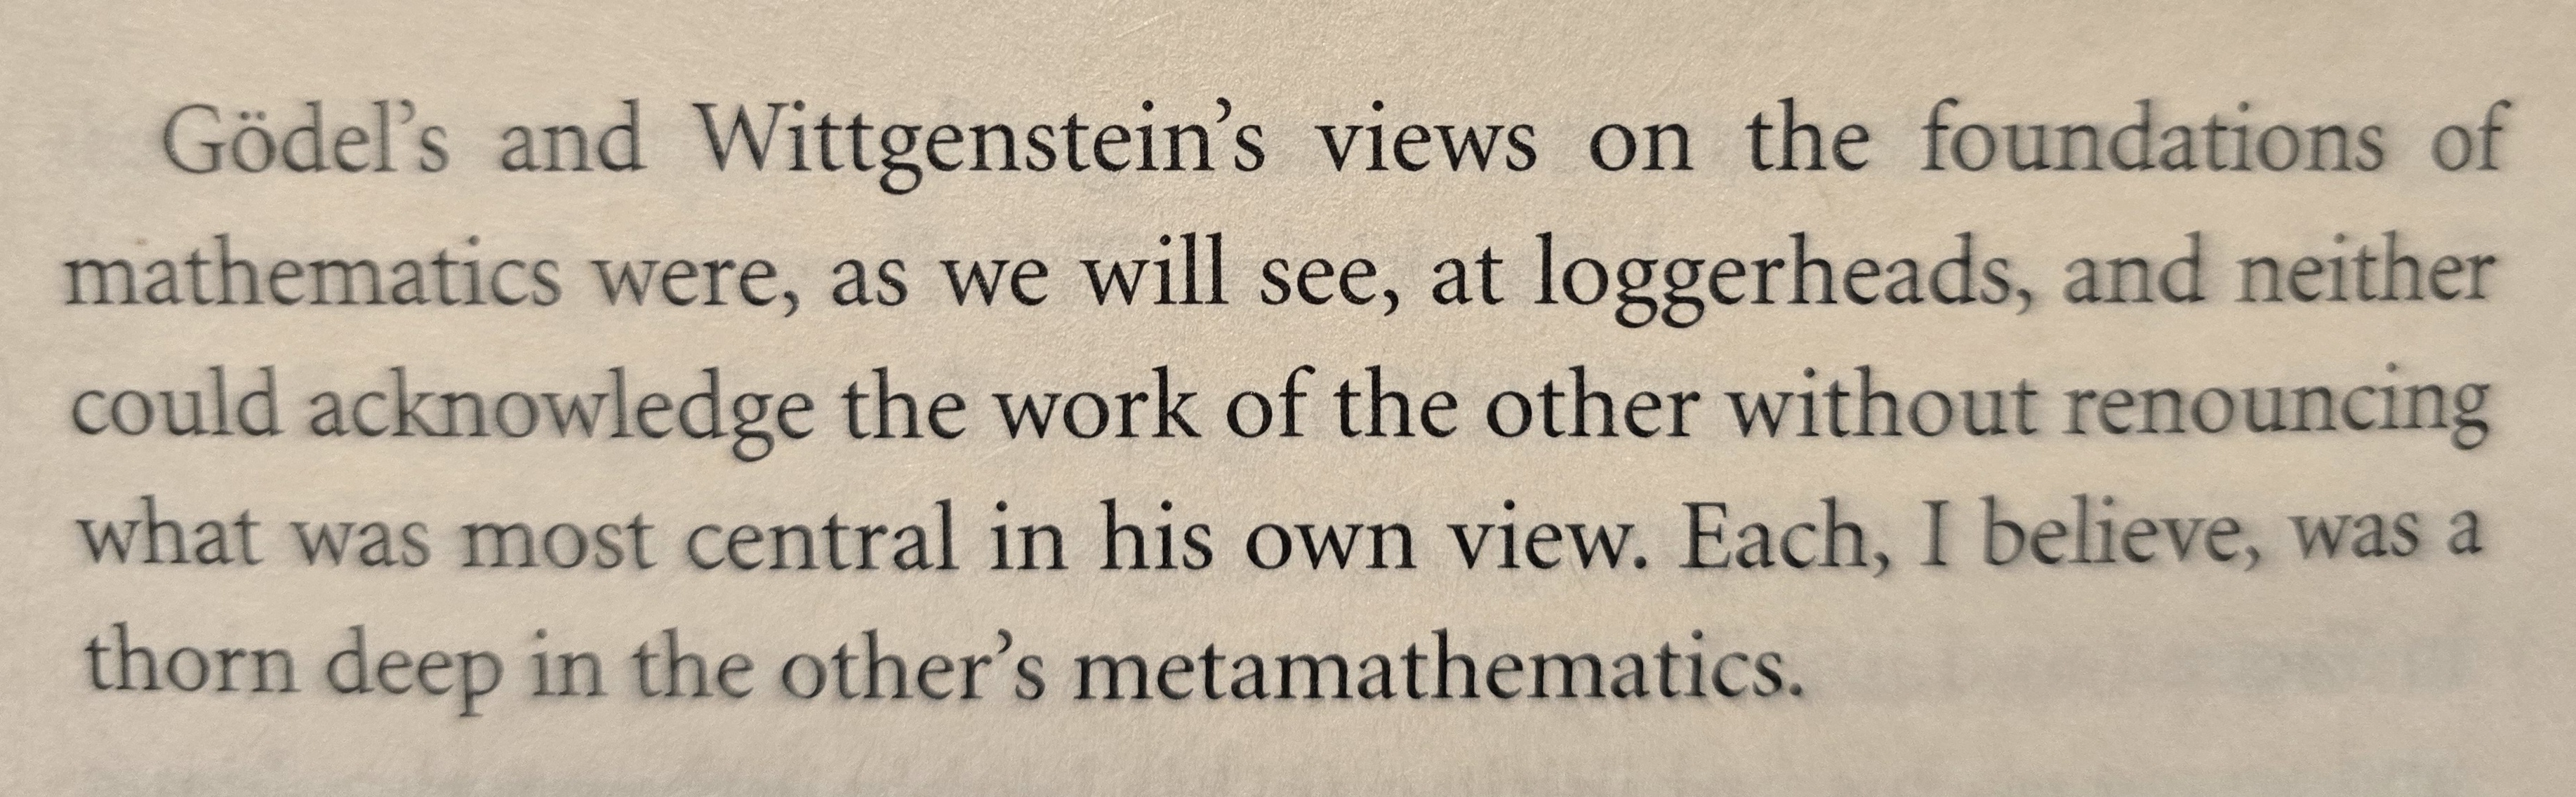 Gödel’s and Wittgenstein’s views on the foundations of
mathematics were, as we will see, at loggerheads, and neither
could acknowledge the work of the other without renouncing
what was most central in his own view. Each, I believe, was a
thorn deep in the other’s metamathematics.